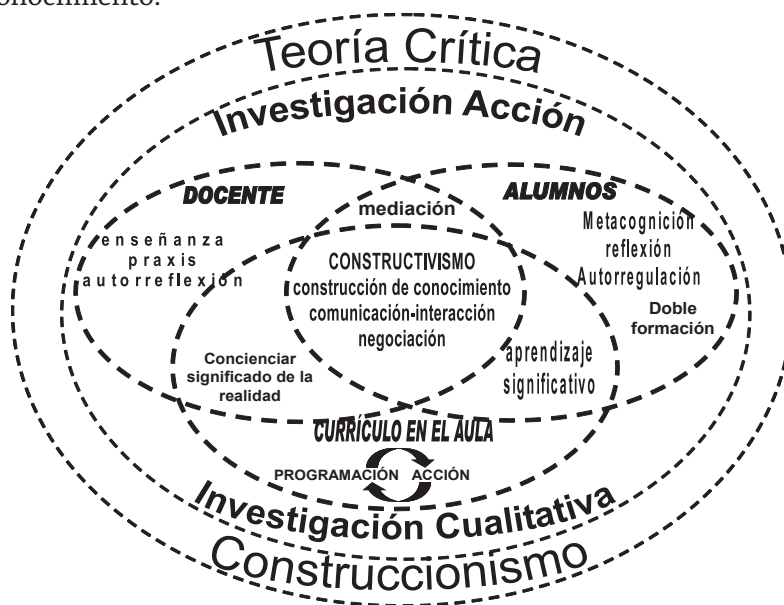 onocimiento.
Teoría Crítica
Investigación Acción
DOCENTE
ALUMNOS
mediación
enseñanza
praxis
autorreflexión
Metacognición
reflexión
Autorregulación
Doble
formación
CONSTRUCTIVISMO
construcción de conocimiento
comunicación-interacción
negociación
Concienciar
significado de la
realidad
aprendizaje
significativo
CURRÍCULO EN EL AULA
PROGRAMACIÓN ACCIÓN
Investigación Cualitativa
Construccionismo